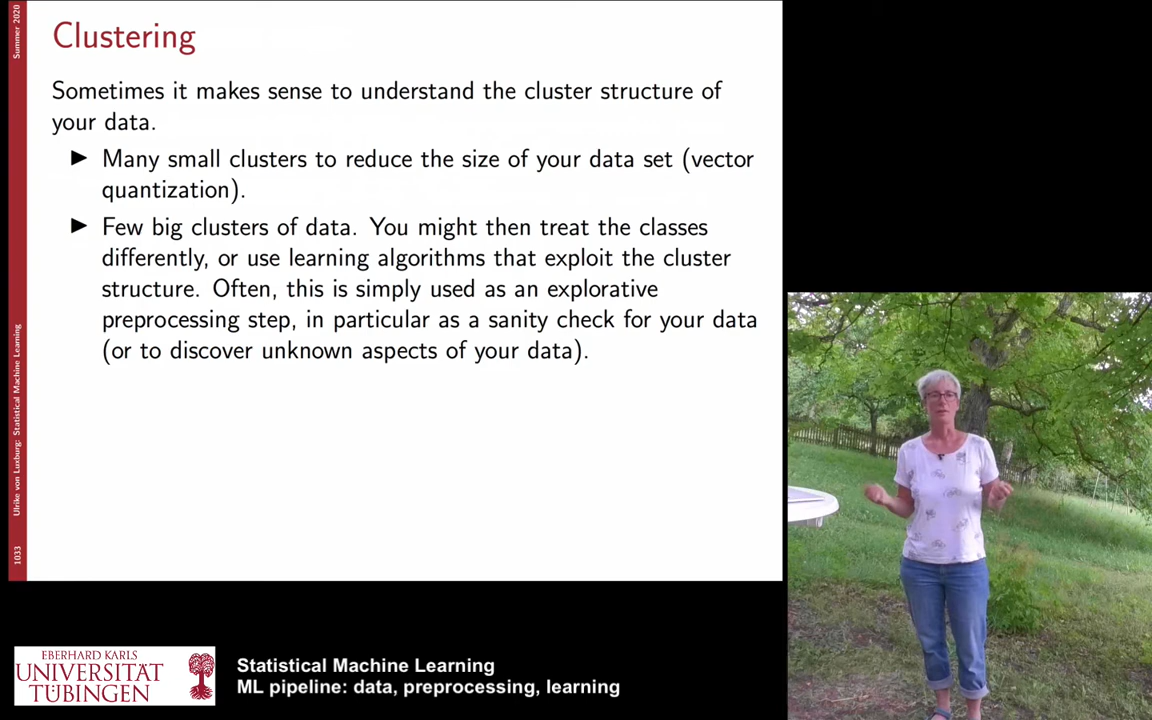 Clustering
Sometimes it makes sense to understand the cluster structure of
your data.
▶ Many small clusters to reduce the size of your data set (vector
quantization).
▶ Few big clusters of data. You might then treat the classes
differently, or use learning algorithms that exploit the cluster
structure. Often, this is simply used as an explorative
preprocessing step, in particular as a sanity check for your data
(or to discover unknown aspects of your data).
Summer 2020
Ulrike von Luxburg: Statistical Machine Learning
1033
EBERHARD KARLS
UNIVERSITÄT
TÜBINGEN
Statistical Machine Learning
ML pipeline: data, preprocessing, learning